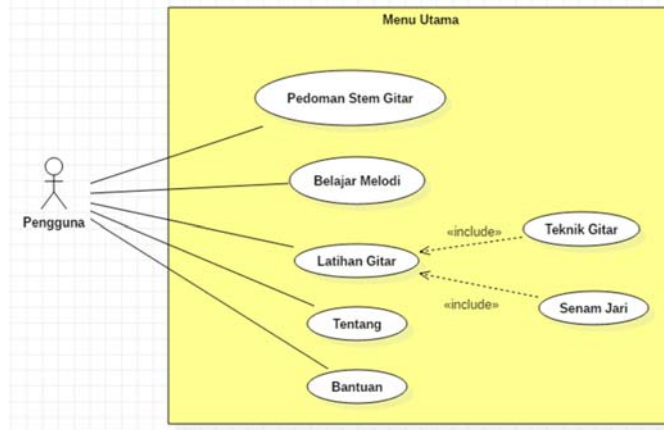 Menu Utama
Pedoman Stem Gitar
Belajar Melodi
Pengguna
«include»
Teknik Gitar
Latihan Gitar
«include»
Senam Jari
Tentang
Bantuan